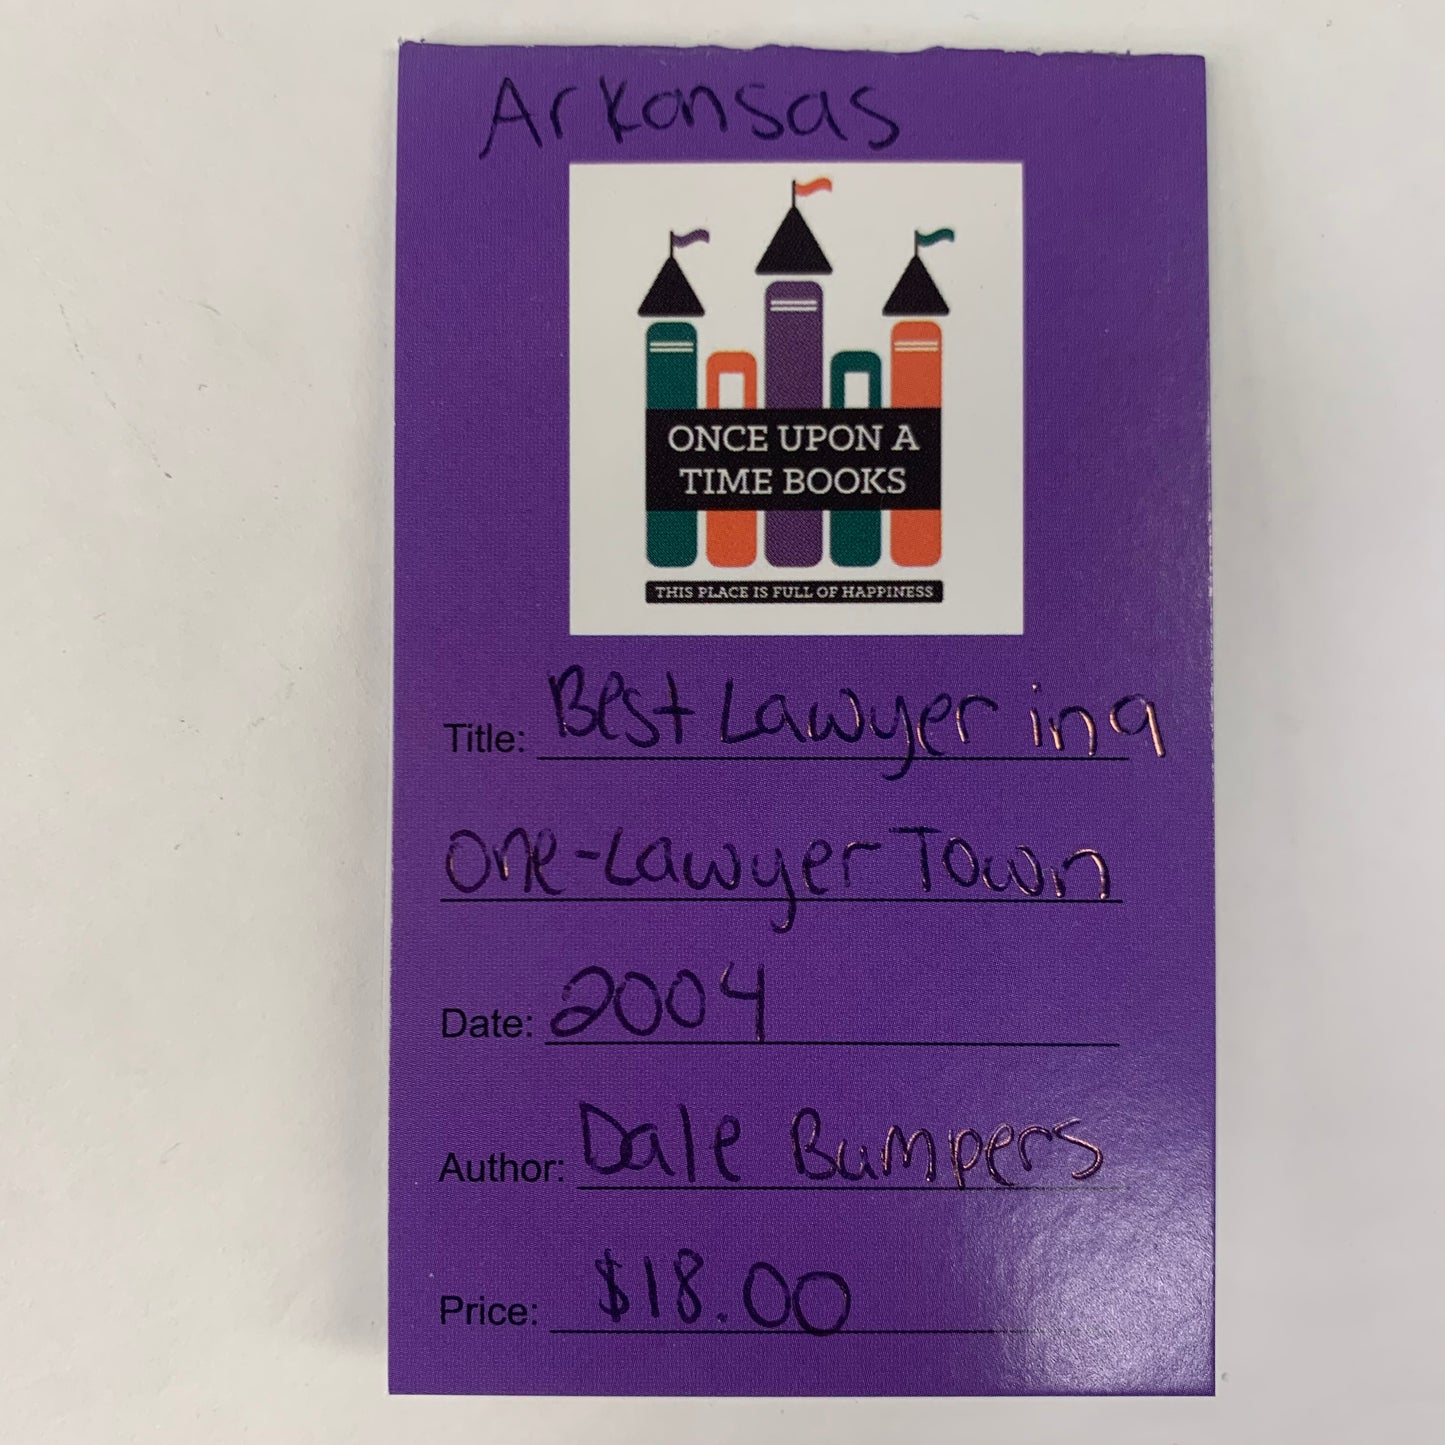 Arkansas
ONCE UPON A
TIME BOOKS
THIS PLACE IS FULL OF HAPPINESS
Title: Best Lawyer in a
One-Lawyer Town
Date: 2004
Author: Dale Bumpers
Price: $18.00